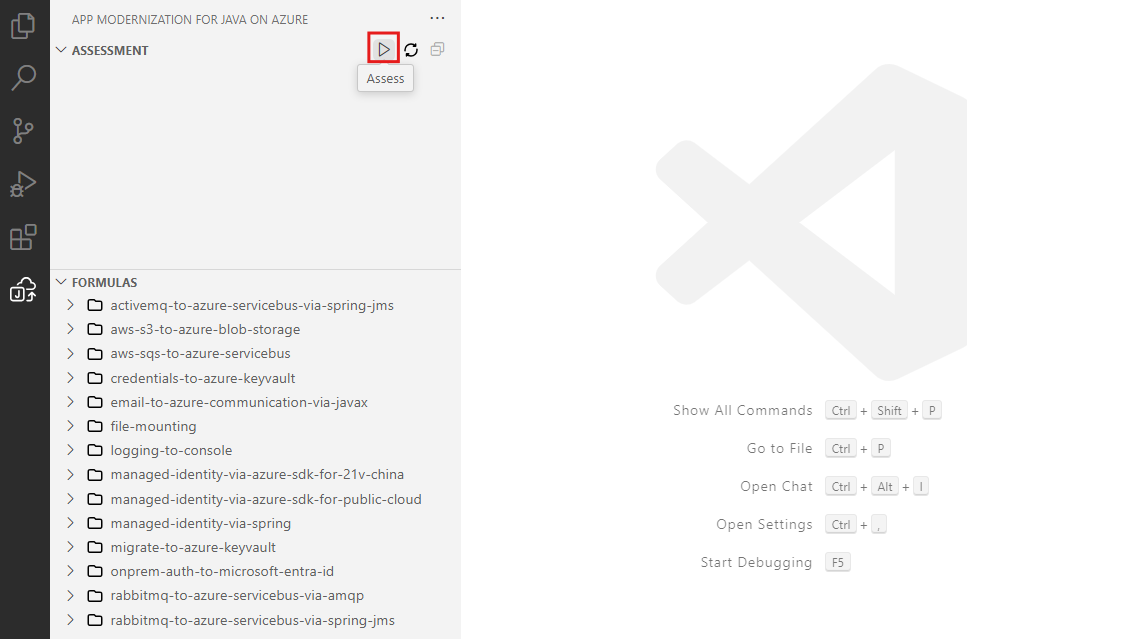 APP MODERNIZATION FOR JAVA ON AZURE
ASSESSMENT
Assess
FORMULAS
activemq-to-azure-servicebus-via-spring-jms
aws-s3-to-azure-blob-storage
aws-sqs-to-azure-servicebus
credentials-to-azure-keyvault
email-to-azure-communication-via-javax
file-mounting
logging-to-console
managed-identity-via-azure-sdk-for-21v-china
managed-identity-via-azure-sdk-for-public-cloud
managed-identity-via-spring
migrate-to-azure-keyvault
onprem-auth-to-microsoft-entra-id
rabbitmq-to-azure-servicebus-via-amqp
rabbitmq-to-azure-servicebus-via-spring-jms
Show All Commands Ctrl + Shift + P
Go to File Ctrl + P
Open Chat Ctrl + Alt + I
Open Settings Ctrl + ,
Start Debugging F5